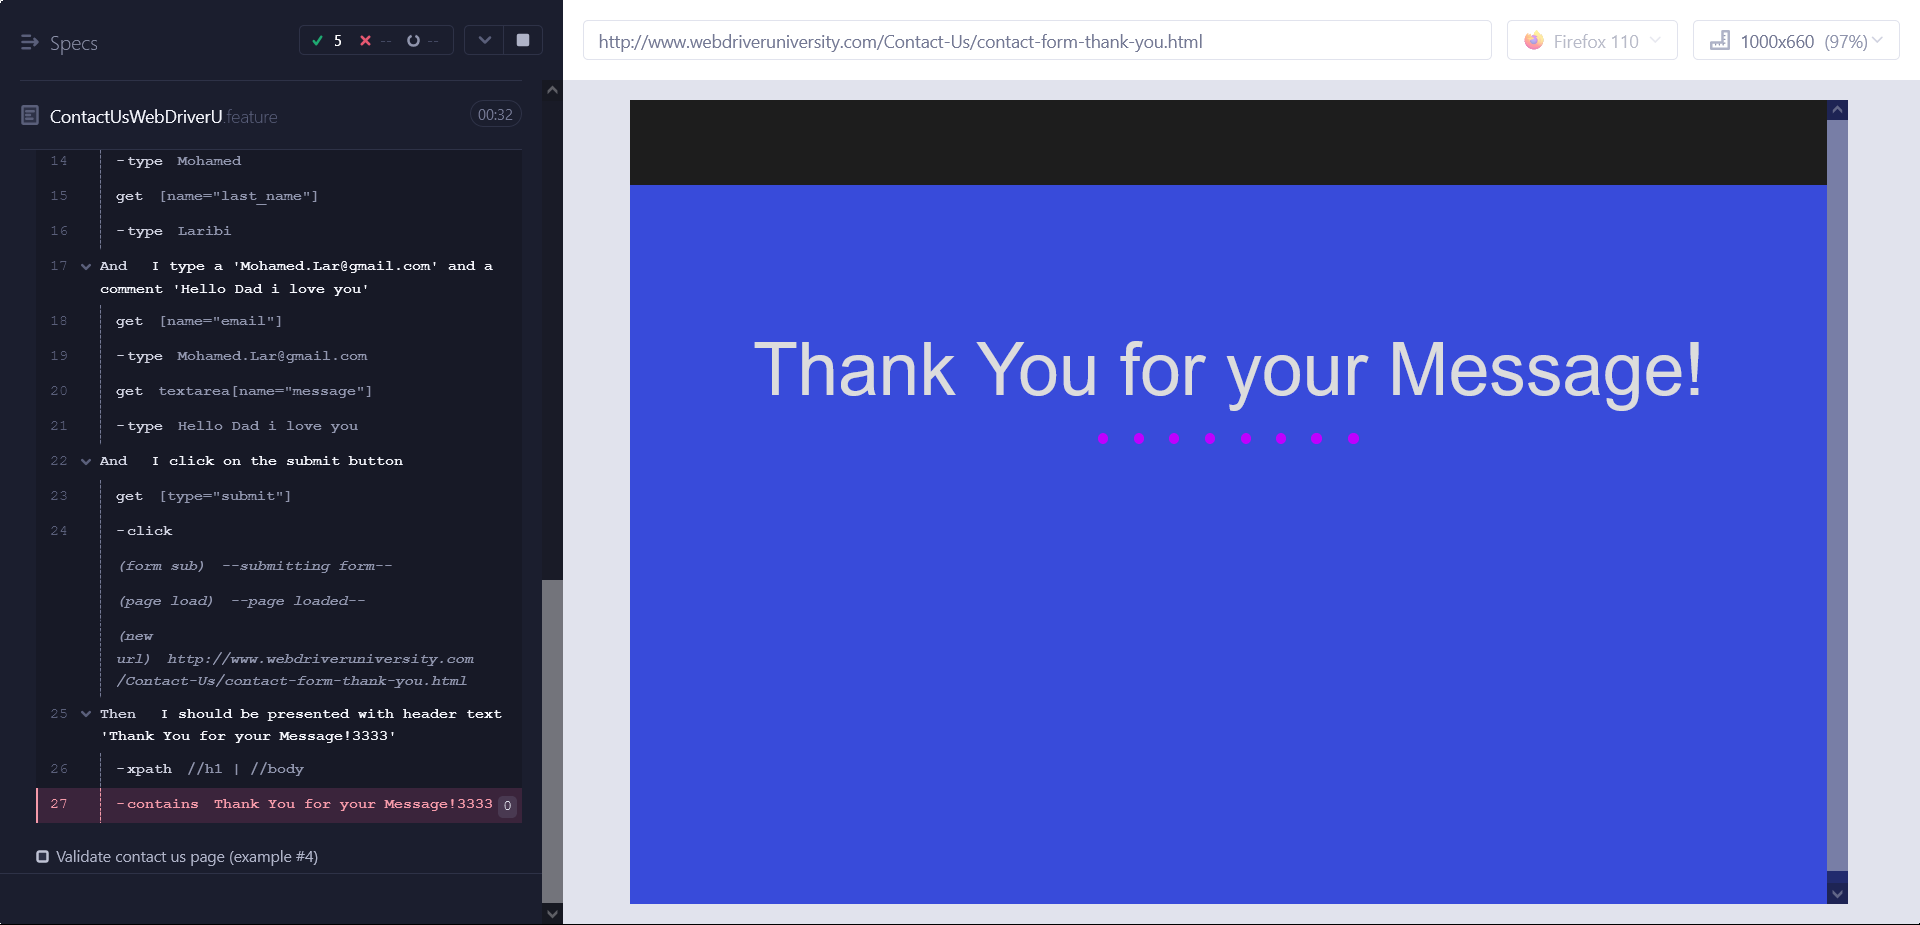 Specs
5 -- --
ContactUsWebDriverU.feature 00:32
14 -type Mohamed
15 get [name="last_name"]
16 -type Laribi
17 And I type a 'Mohamed.Lar@gmail.com' and a
comment 'Hello Dad i love you'
18 get [name="email"]
19 -type Mohamed.Lar@gmail.com
20 get textarea[name="message"]
21 -type Hello Dad i love you
22 And I click on the submit button
23 get [type="submit"]
24 -click
(form sub) --submitting form--
(page load) --page loaded--
(new
url) http://www.webdriveruniversity.com
/Contact-Us/contact-form-thank-you.html
25 Then I should be presented with header text
'Thank You for your Message!3333'
26 -xpath //h1 | //body
27 -contains Thank You for your Message!3333 0
Validate contact us page (example #4)
http://www.webdriveruniversity.com/Contact-Us/contact-form-thank-you.html
Firefox 110
1000x660 (97%)
Thank You for your Message!